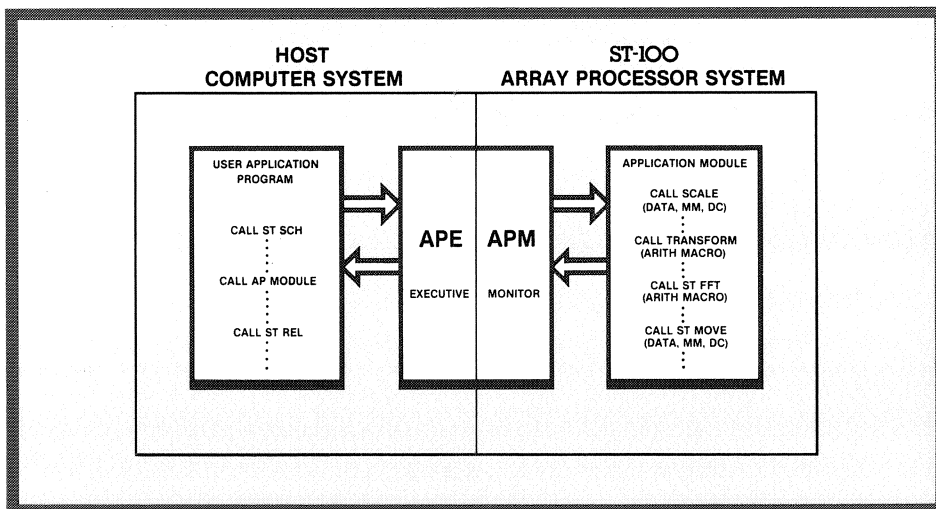 HOST
COMPUTER SYSTEM
ST-100
ARRAY PROCESSOR SYSTEM
USER APPLICATION
PROGRAM
CALL ST SCH
CALL AP MODULE
CALL ST REL
APE
EXECUTIVE
APM
MONITOR
APPLICATION MODULE
CALL SCALE
(DATA, MM, DC)
CALL TRANSFORM
(ARITH MACRO)
CALL ST FFT
(ARITH MACRO)
CALL ST MOVE
(DATA, MM, DC)